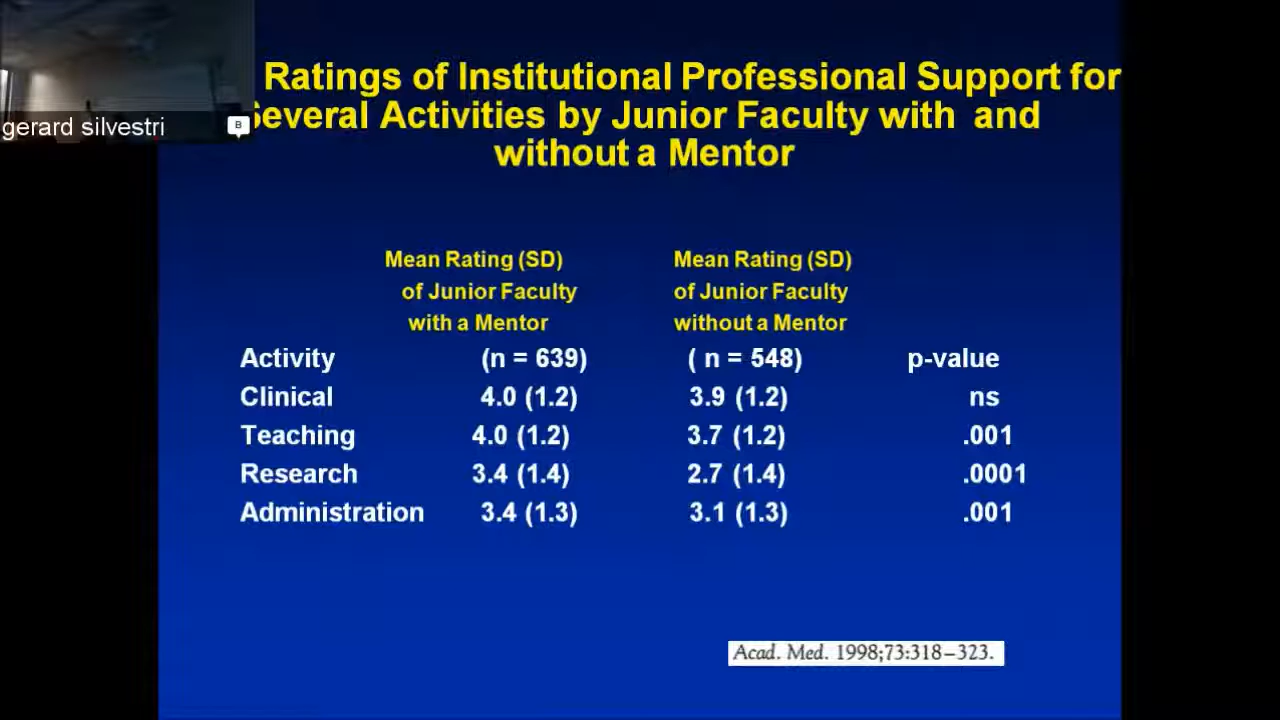 Ratings of Institutional Professional Support for
Several Activities by Junior Faculty with and
without a Mentor
gerard silvestri
B
Mean Rating (SD) Mean Rating (SD)
of Junior Faculty of Junior Faculty
with a Mentor without a Mentor
Activity (n = 639) ( n = 548) p-value
Clinical 4.0 (1.2) 3.9 (1.2) ns
Teaching 4.0 (1.2) 3.7 (1.2) .001
Research 3.4 (1.4) 2.7 (1.4) .0001
Administration 3.4 (1.3) 3.1 (1.3) .001
Acad. Med. 1998;73:318–323.